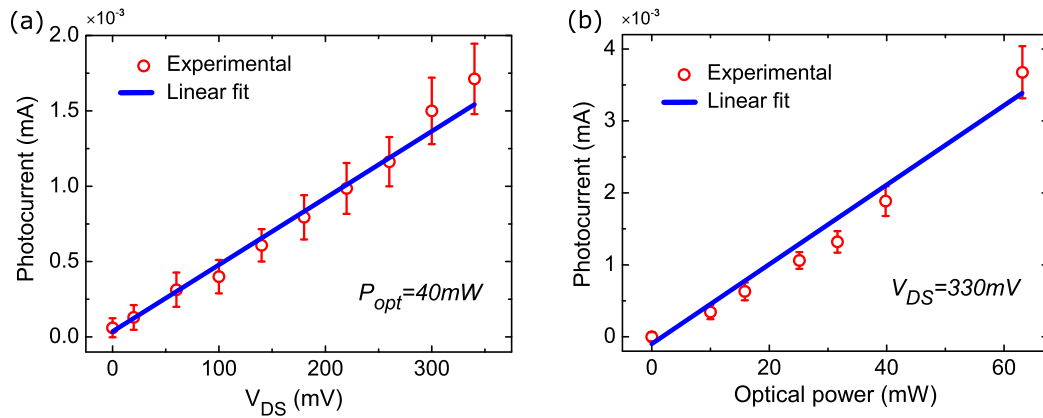 (a)
×10⁻³
2.0
1.5
1.0
0.5
0.0
Photocurrent (mA)
Experimental
Linear fit
P_opt=40mW
0 100 200 300
V_DS (mV)
(b)
×10⁻³
4
3
2
1
0
Photocurrent (mA)
Experimental
Linear fit
V_DS=330mV
0 20 40 60
Optical power (mW)